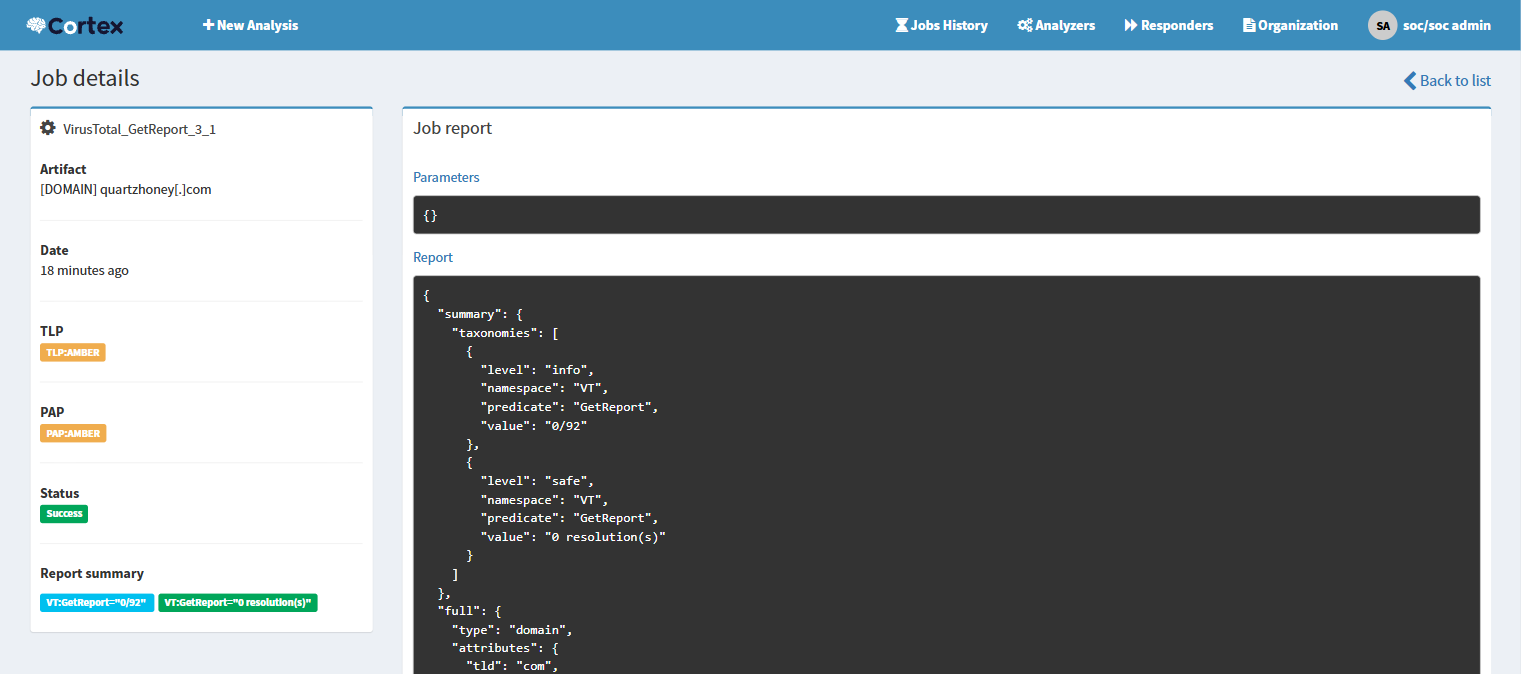 Cortex
New Analysis
Jobs History
Analyzers
Responders
Organization
SA
soc/soc admin
Job details
Back to list
VirusTotal_GetReport_3_1
Artifact
[DOMAIN] quartzhoney[.]com
Date
18 minutes ago
TLP
TLP:AMBER
PAP
PAP:AMBER
Status
Success
Report summary
VT:GetReport="0/92" VT:GetReport="0 resolution(s)"
Job report
Parameters
{}
Report
{
"summary": {
"taxonomies": [
{
"level": "info",
"namespace": "VT",
"predicate": "GetReport",
"value": "0/92"
},
{
"level": "safe",
"namespace": "VT",
"predicate": "GetReport",
"value": "0 resolution(s)"
}
]
},
"full": {
"type": "domain",
"attributes": {
"tld": "com",